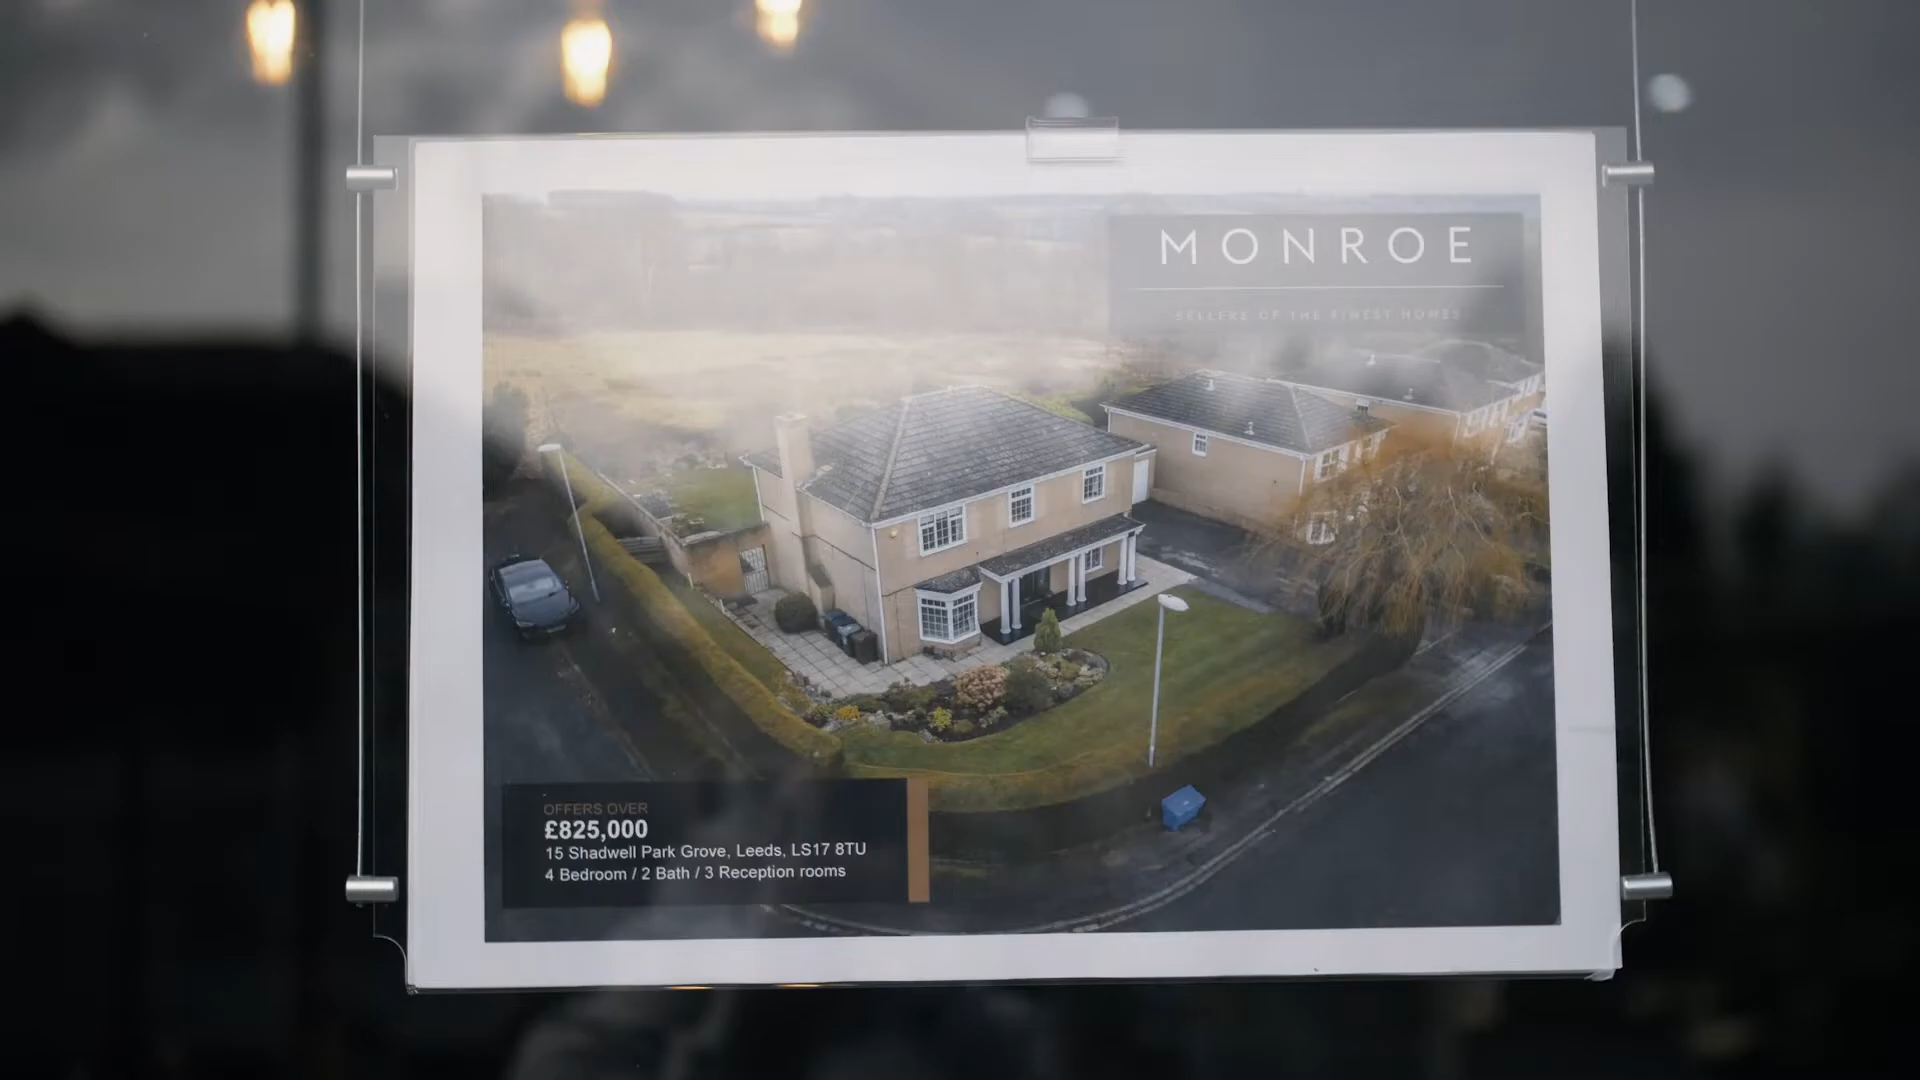 MONROE
SELLERS OF THE FINEST HOMES
OFFERS OVER
£825,000
15 Shadwell Park Grove, Leeds, LS17 8TU
4 Bedroom / 2 Bath / 3 Reception rooms